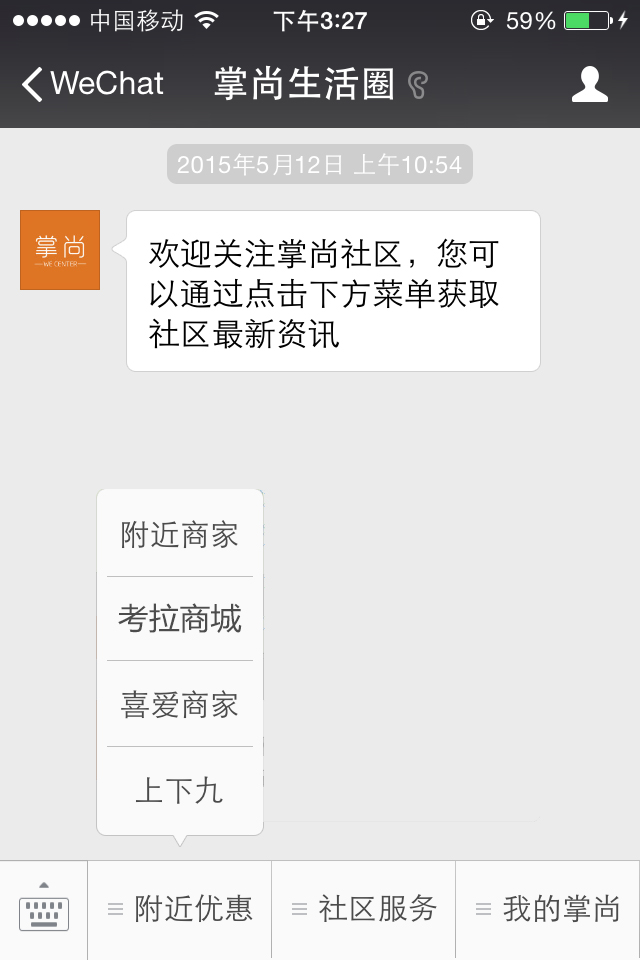 中国移动 下午3:27 59%
WeChat 掌尚生活圈
2015年5月12日 上午10:54
掌尚
WE CENTER
欢迎关注掌尚社区，您可
以通过点击下方菜单获取
社区最新资讯
附近商家
考拉商城
喜爱商家
上下九
附近优惠 社区服务 我的掌尚